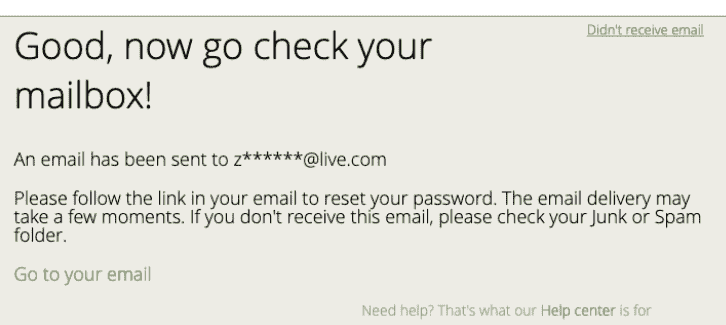 Didn't receive email
Good, now go check your
mailbox!
An email has been sent to z******@live.com
Please follow the link in your email to reset your password. The email delivery may
take a few moments. If you don't receive this email, please check your Junk or Spam
folder.
Go to your email
Need help? That's what our Help center is for